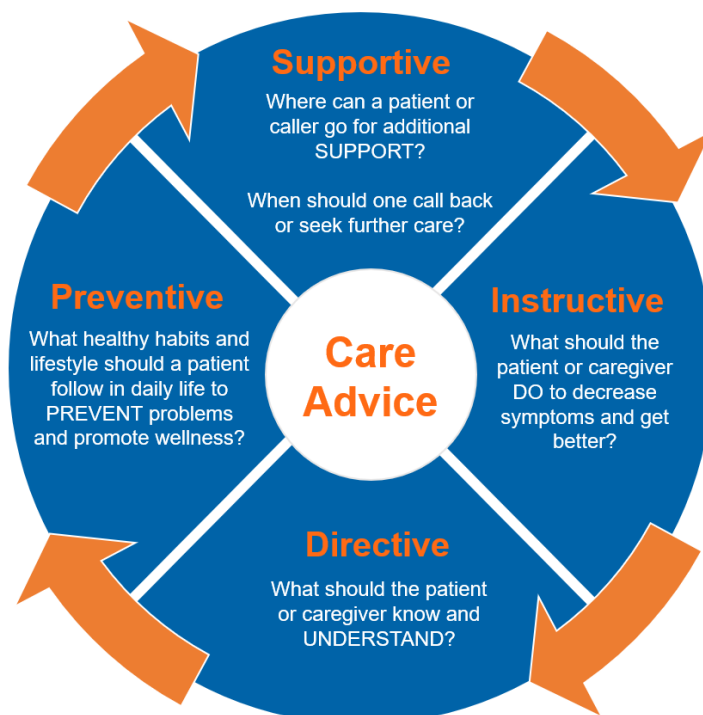 Supportive
Where can a patient or
caller go for additional
SUPPORT?
When should one call back
or seek further care?
Preventive
What healthy habits and
lifestyle should a patient
follow in daily life to
PREVENT problems
and promote wellness?
Care
Advice
Instructive
What should the
patient or caregiver
DO to decrease
symptoms and get
better?
Directive
What should the patient
or caregiver know and
UNDERSTAND?